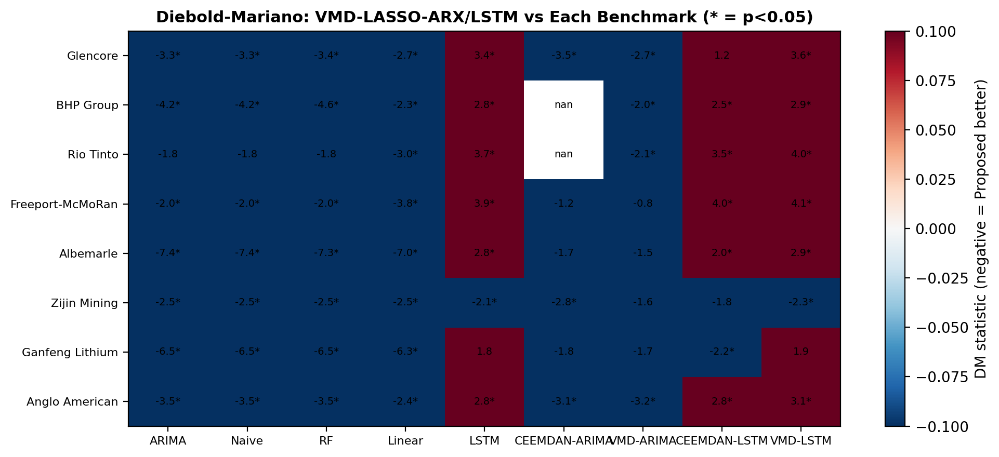 Diebold-Mariano: VMD-LASSO-ARX/LSTM vs Each Benchmark (* = p<0.05)
Glencore -3.3* -3.3* -3.4* -2.7* 3.4* -3.5* -2.7* 1.2 3.6*
BHP Group -4.2* -4.2* -4.6* -2.3* 2.8* nan -2.0* 2.5* 2.9*
Rio Tinto -1.8 -1.8 -1.8 -3.0* 3.7* nan -2.1* 3.5* 4.0*
Freeport-McMoRan -2.0* -2.0* -2.0* -3.8* 3.9* -1.2 -0.8 4.0* 4.1*
Albemarle -7.4* -7.4* -7.3* -7.0* 2.8* -1.7 -1.5 2.0* 2.9*
Zijin Mining -2.5* -2.5* -2.5* -2.5* -2.1* -2.8* -1.6 -1.8 -2.3*
Ganfeng Lithium -6.5* -6.5* -6.5* -6.3* 1.8 -1.8 -1.7 -2.2* 1.9
Anglo American -3.5* -3.5* -3.5* -2.4* 2.8* -3.1* -3.2* 2.8* 3.1*
ARIMA Naive RF Linear LSTM CEEMDAN-ARIMA VMD-ARIMA CEEMDAN-LSTM VMD-LSTM
0.100
0.075
0.050
0.025
0.000
−0.025
−0.050
−0.075
−0.100
DM statistic (negative = Proposed better)